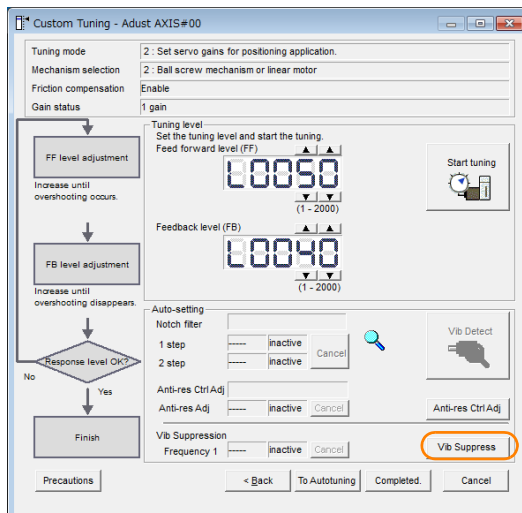 Custom Tuning - Adust AXIS#00
Tuning mode
2 : Set servo gains for positioning application.
Mechanism selection
2 : Ball screw mechanism or linear motor
Friction compensation
Enable
Gain status
1 gain
FF level adjustment
Increase until
overshooting occurs.
FB level adjustment
Increase until
overshooting disappears.
Response level OK?
No
Yes
Finish
Tuning level
Set the tuning level and start the tuning.
Feed forward level (FF)
L0050
(1 - 2000)
Feedback level (FB)
L0040
(1 - 2000)
Start tuning
Auto-setting
Notch filter
1 step
-----
inactive
2 step
-----
inactive
Cancel
Vib Detect
Anti-res Ctrl Adj
Anti-res Adj
-----
inactive
Cancel
Anti-res Ctrl Adj
Vib Suppression
Frequency 1
-----
inactive
Cancel
Vib Suppress
Precautions
< Back
To Autotuning
Completed.
Cancel